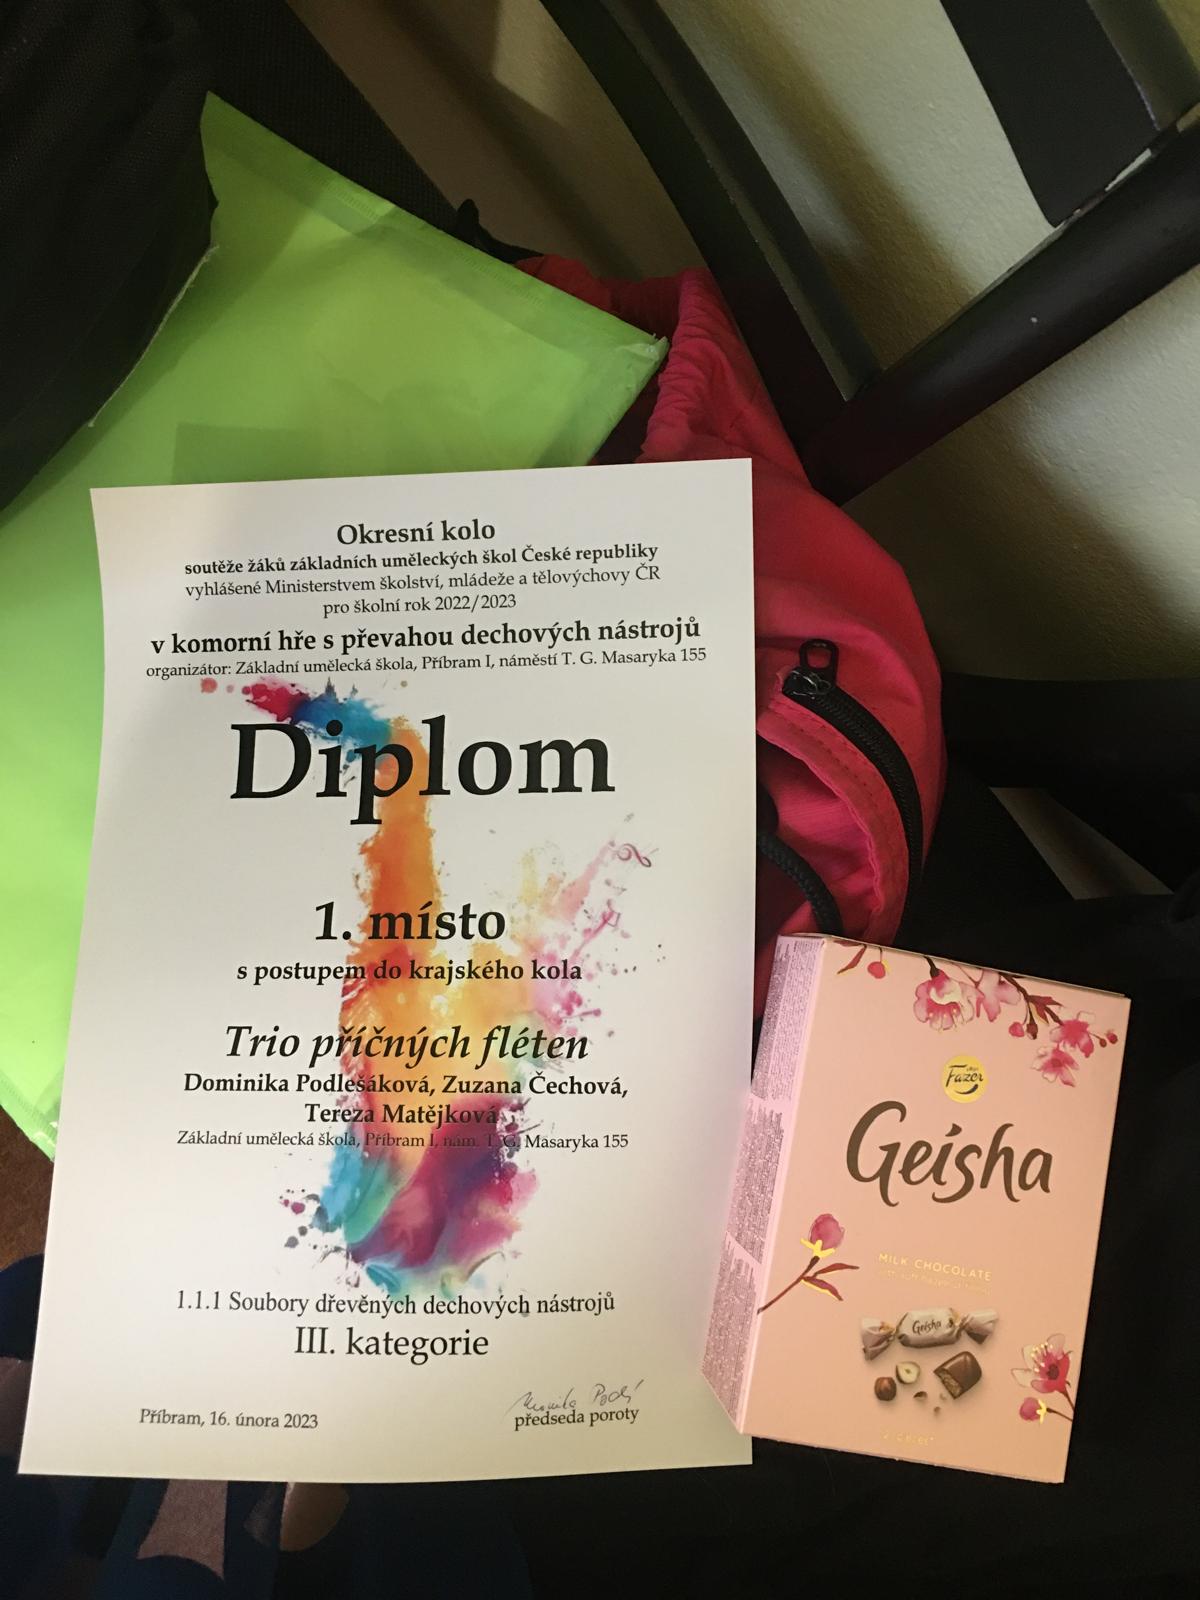 Okresní kolo
soutěže žáků základních uměleckých škol České republiky
vyhlášené Ministerstvem školství, mládeže a tělovýchovy ČR
pro školní rok 2022/2023
v komorní hře s převahou dechových nástrojů
organizátor: Základní umělecká škola, Příbram I, náměstí T. G. Masaryka 155
Diplom
1. místo
s postupem do krajského kola
Trio příčných fléten
Dominika Podlešáková, Zuzana Čechová,
Tereza Matějková
Základní umělecká škola, Příbram I, nám. T. G. Masaryka 155
1.1.1 Soubory dřevěných dechových nástrojů
III. kategorie
Příbram, 16. února 2023
předseda poroty
Fazer
Geisha
MILK CHOCOLATE
Geisha